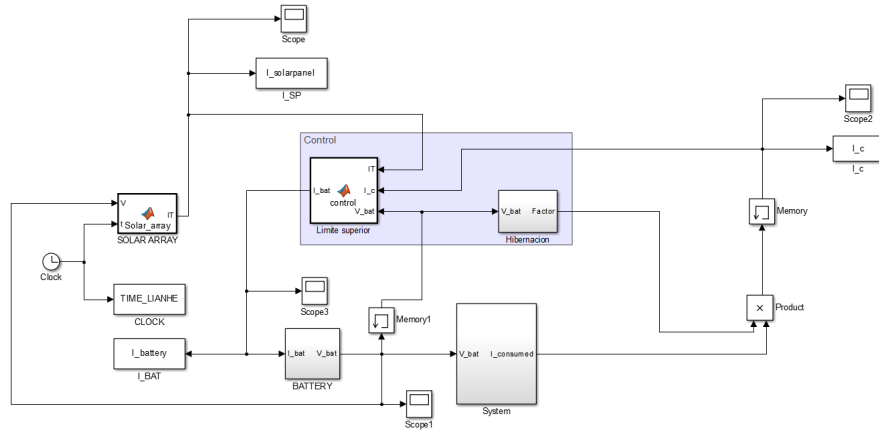 Scope
I_solarpanel
I_SP
Scope2
Control
I_c
I_c
IT
I_bat
control
I_c
V_bat
Limite superior
V_bat
Factor
Hibernacion
Memory
V
IT
t
Solar_array
SOLAR ARRAY
Clock
TIME_LIANHE
CLOCK
Scope3
Memory1
×
Product
I_battery
I_BAT
I_bat
V_bat
BATTERY
V_bat
I_consumed
System
Scope1